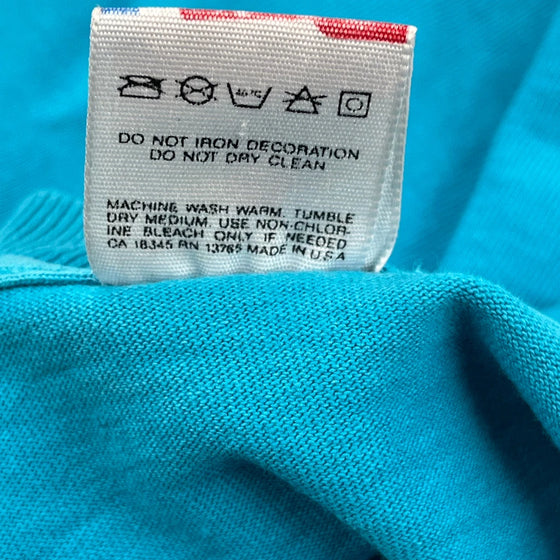 40°C
DO NOT IRON DECORATION
DO NOT DRY CLEAN
MACHINE WASH WARM. TUMBLE
DRY MEDIUM. USE NON-CHLOR-
INE BLEACH ONLY IF NEEDED
CA 18345 RN 13765 MADE IN U.S.A